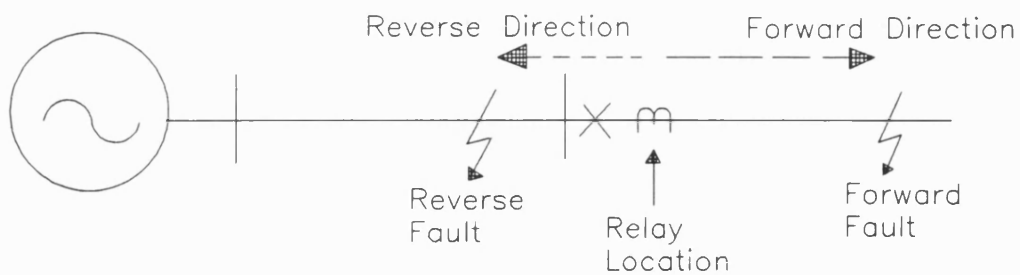 Reverse Direction
Forward Direction
Reverse
Fault
Relay
Location
Forward
Fault